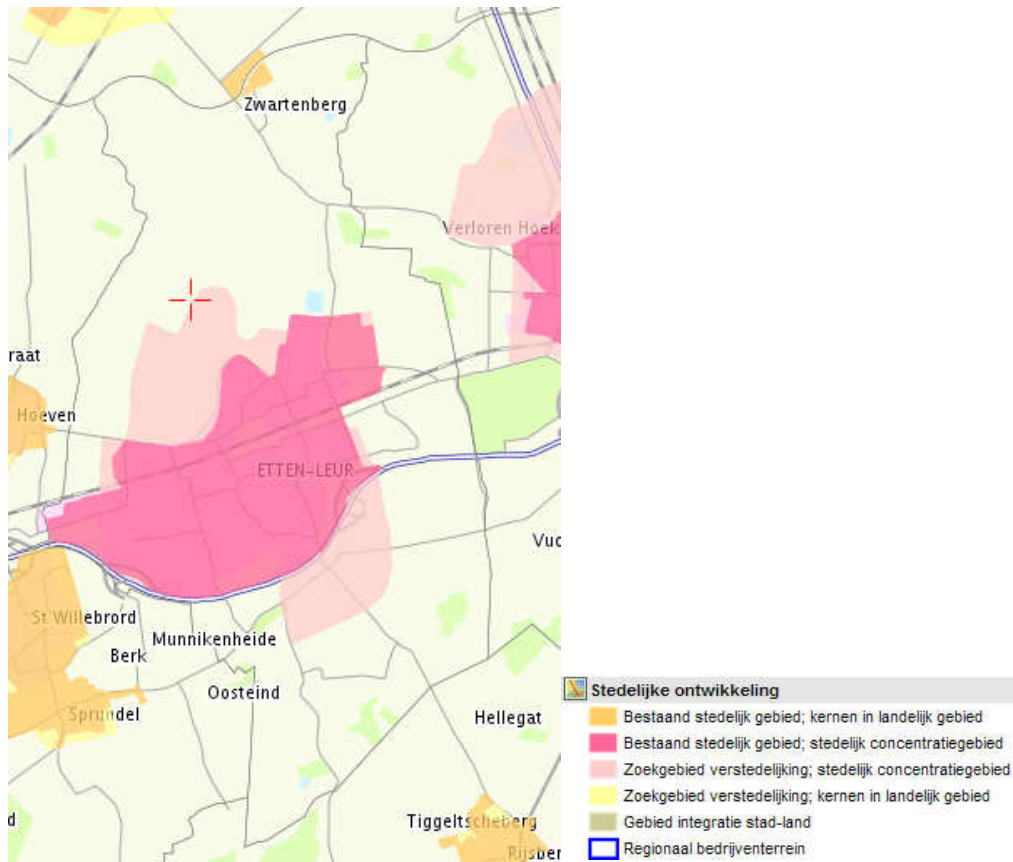 Zwartenberg
Verloren Hoek
raat
Hoeven
ETTEN-LEUR
Vuc
St Willebrord
Munnikenheide
Berk
Oosteind
Sprundel
Hellegat
d
Tiggeltscheberg
Rijsber
Stedelijke ontwikkeling
Bestaand stedelijk gebied; kernen in landelijk gebied
Bestaand stedelijk gebied; stedelijk concentratiegebied
Zoekgebied verstedelijking; stedelijk concentratiegebied
Zoekgebied verstedelijking; kernen in landelijk gebied
Gebied integratie stad-land
Regionaal bedrijventerrein